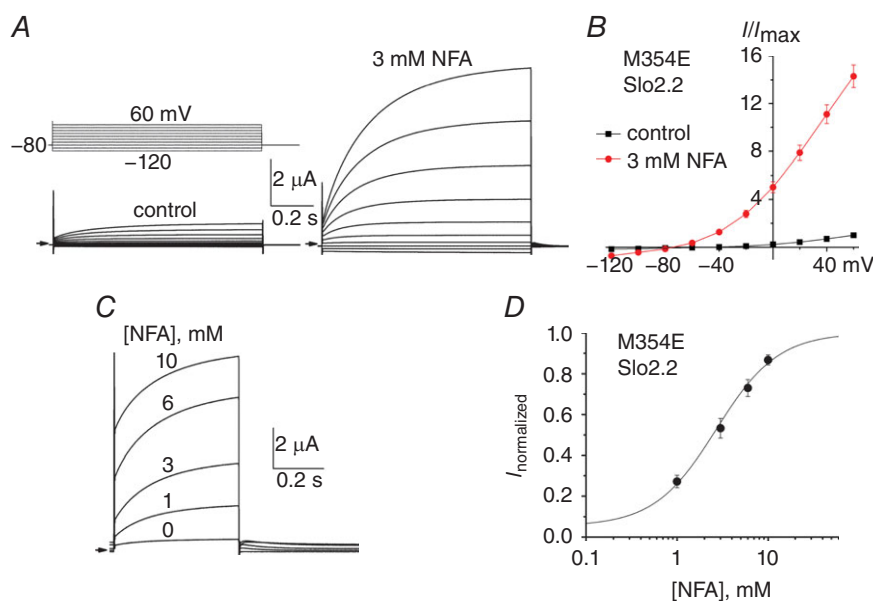 A
60 mV
−80
−120
2 µA
0.2 s
control
3 mM NFA
B
I/Imax
M354E
Slo2.2
control
3 mM NFA
16
12
8
4
−120
−80
−40
40 mV
C
[NFA], mM
10
6
3
1
0
2 µA
0.2 s
D
M354E
Slo2.2
Inormalized
1.0
0.8
0.6
0.4
0.2
0.0
0.1
1
10
[NFA], mM